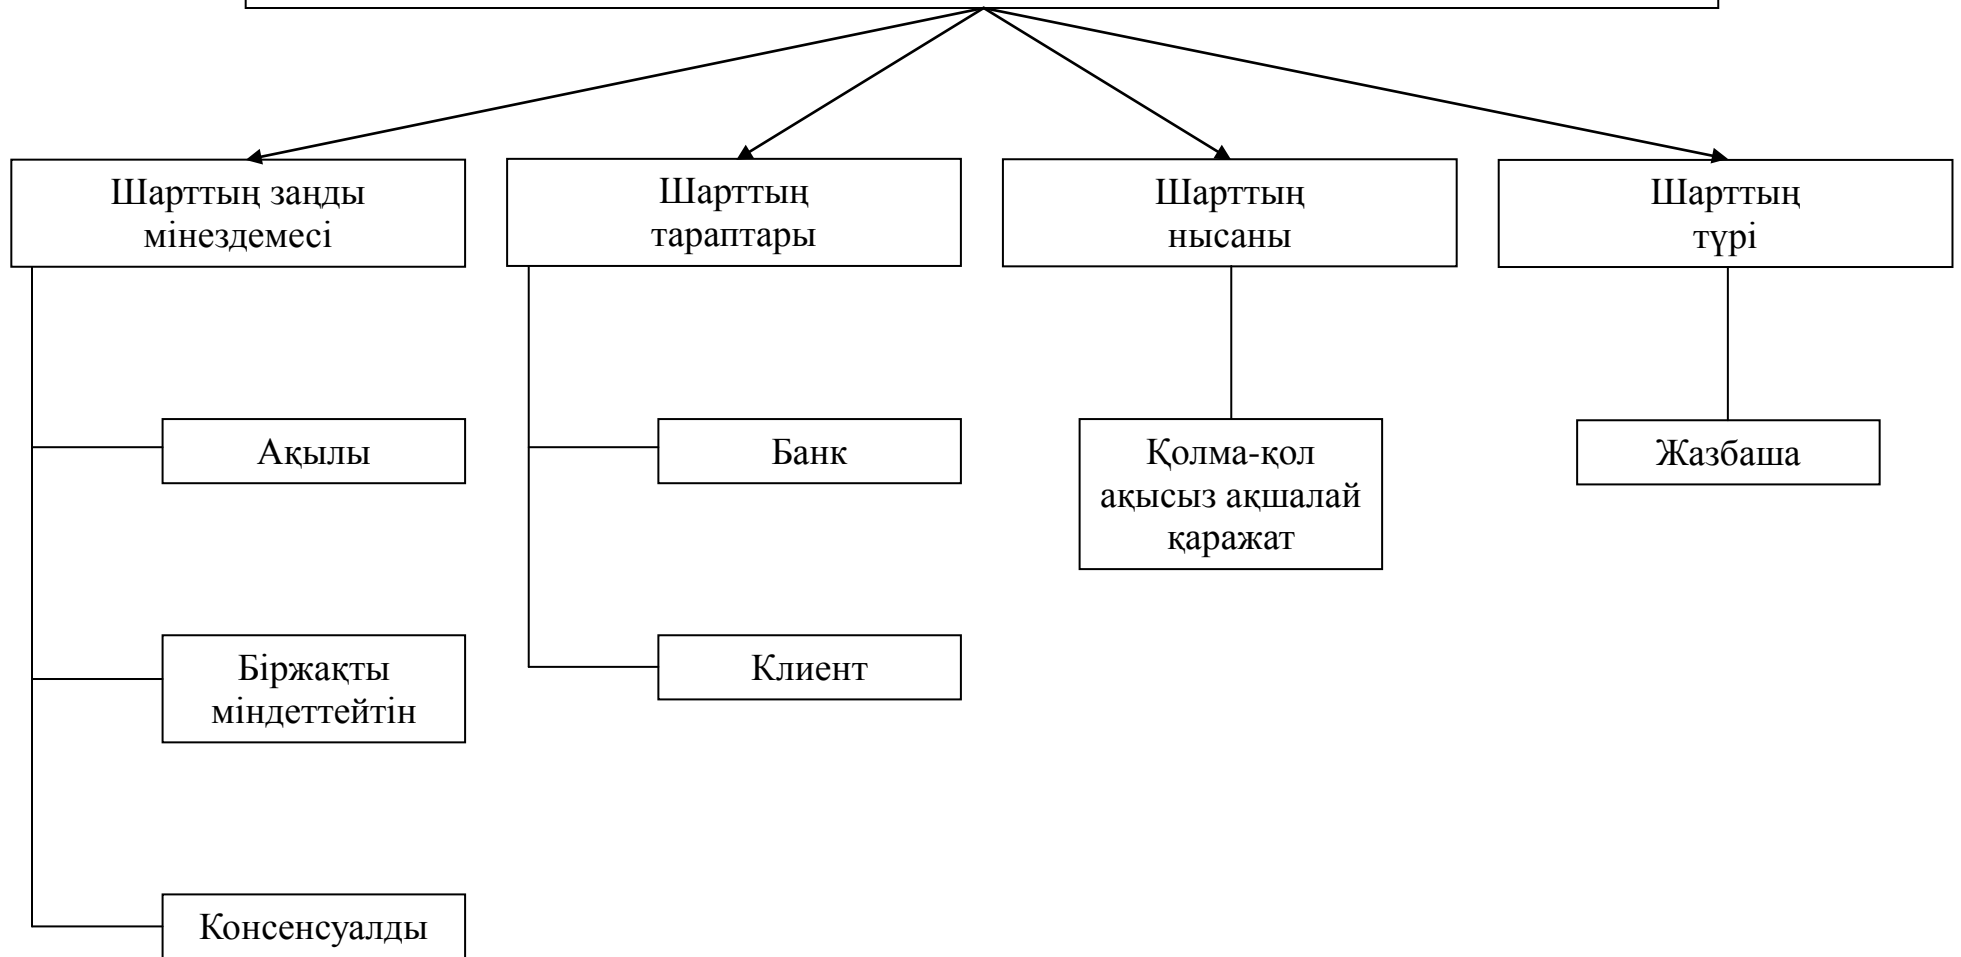 Шарттың заңды
мінездемесі
Шарттың
тараптары
Шарттың
нысаны
Шарттың
түрі
Ақылы
Банк
Қолма-қол
ақысыз ақшалай
қаражат
Жазбаша
Біржақты
міндеттейтін
Клиент
Консенсуалды